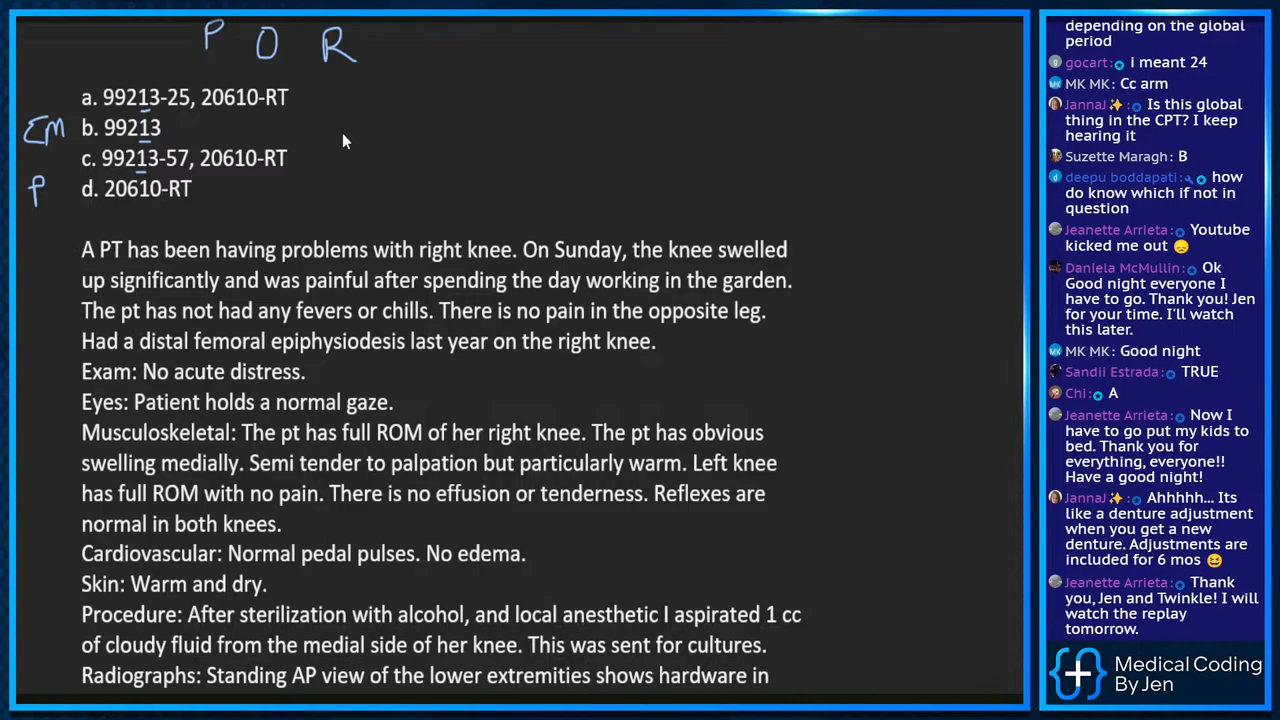 P O R
a. 99213-25, 20610-RT
EM b. 99213
c. 99213-57, 20610-RT
P d. 20610-RT
A PT has been having problems with right knee. On Sunday, the knee swelled
up significantly and was painful after spending the day working in the garden.
The pt has not had any fevers or chills. There is no pain in the opposite leg.
Had a distal femoral epiphysiodesis last year on the right knee.
Exam: No acute distress.
Eyes: Patient holds a normal gaze.
Musculoskeletal: The pt has full ROM of her right knee. The pt has obvious
swelling medially. Semi tender to palpation but particularly warm. Left knee
has full ROM with no pain. There is no effusion or tenderness. Reflexes are
normal in both knees.
Cardiovascular: Normal pedal pulses. No edema.
Skin: Warm and dry.
Procedure: After sterilization with alcohol, and local anesthetic I aspirated 1 cc
of cloudy fluid from the medial side of her knee. This was sent for cultures.
Radiographs: Standing AP view of the lower extremities shows hardware in
depending on the global
period
gocart: i meant 24
MK MK: Cc arm
JannaJ✨: Is this global
thing in the CPT? I keep
hearing it
Suzette Maragh: B
deepu boddapati: how
do know which if not in
question
Jeanette Arrieta: Youtube
kicked me out 😞
Daniela McMullin: Ok
Good night everyone I
have to go. Thank you! Jen
for your time. I'll watch
this later.
MK MK: Good night
Sandii Estrada: TRUE
Chi: A
Jeanette Arrieta: Now I
have to go put my kids to
bed. Thank you for
everything, everyone!!
Have a good night!
JannaJ✨: Ahhhhh... Its
like a denture adjustment
when you get a new
denture. Adjustments are
included for 6 mos 😆
Jeanette Arrieta: Thank
you, Jen and Twinkle! I will
watch the replay
tomorrow.
Medical Coding
By Jen